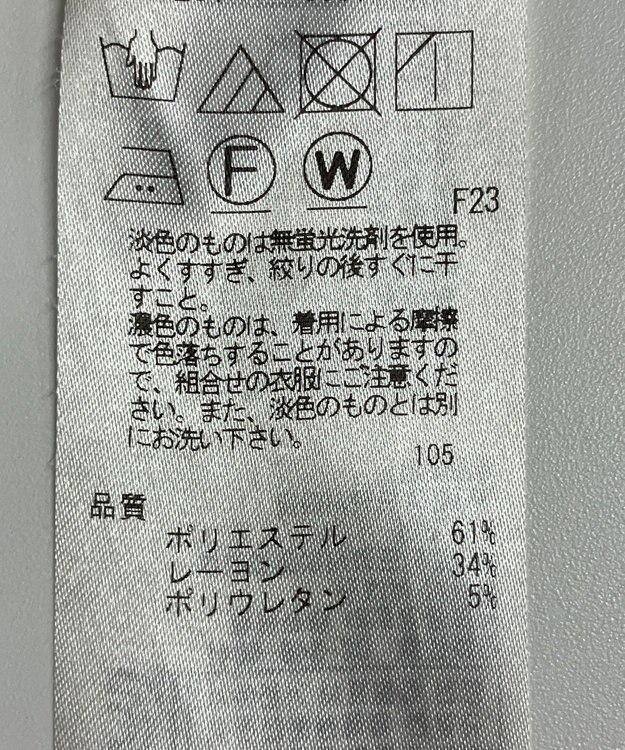 F W
F23
淡色のものは無蛍光洗剤を使用。
よくすすぎ、絞りの後すぐに干
すこと。
濃色のものは、着用による摩擦
で色落ちすることがありますの
で、組合せの衣服にご注意くだ
さい。また、淡色のものとは別
にお洗い下さい。
105
品質
ポリエステル 61%
レーヨン 34%
ポリウレタン 5%